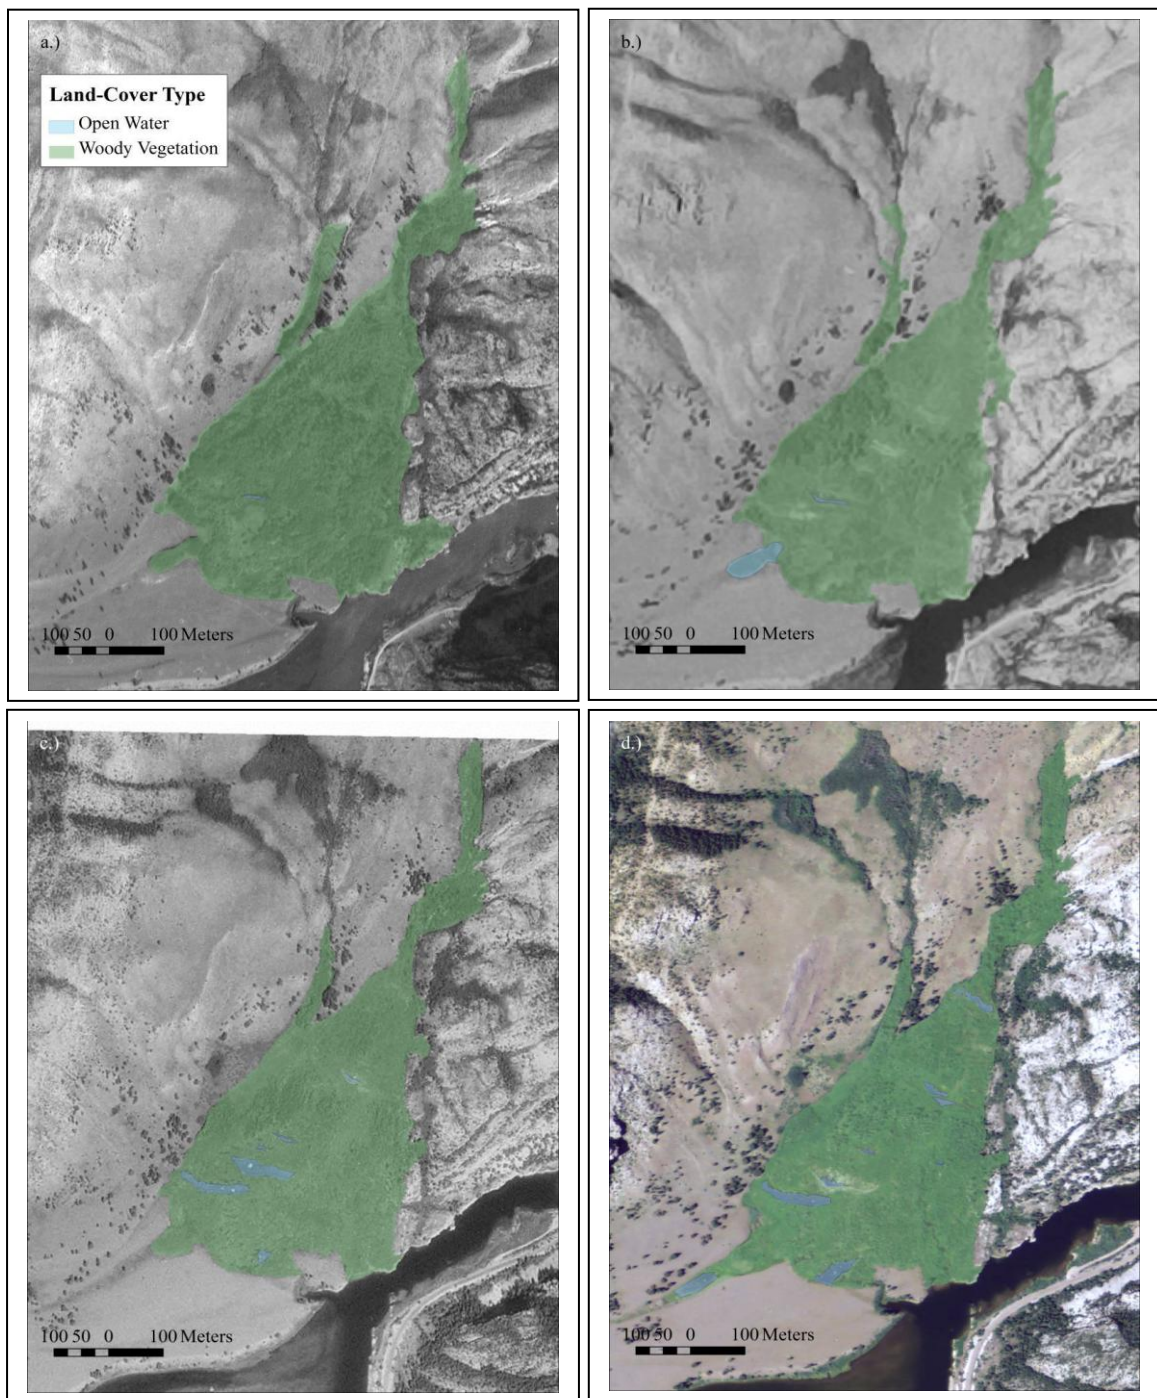 a.)
Land-Cover Type
Open Water
Woody Vegetation
100 50 0 100 Meters
b.)
100 50 0 100 Meters
c.)
100 50 0 100 Meters
d.)
100 50 0 100 Meters